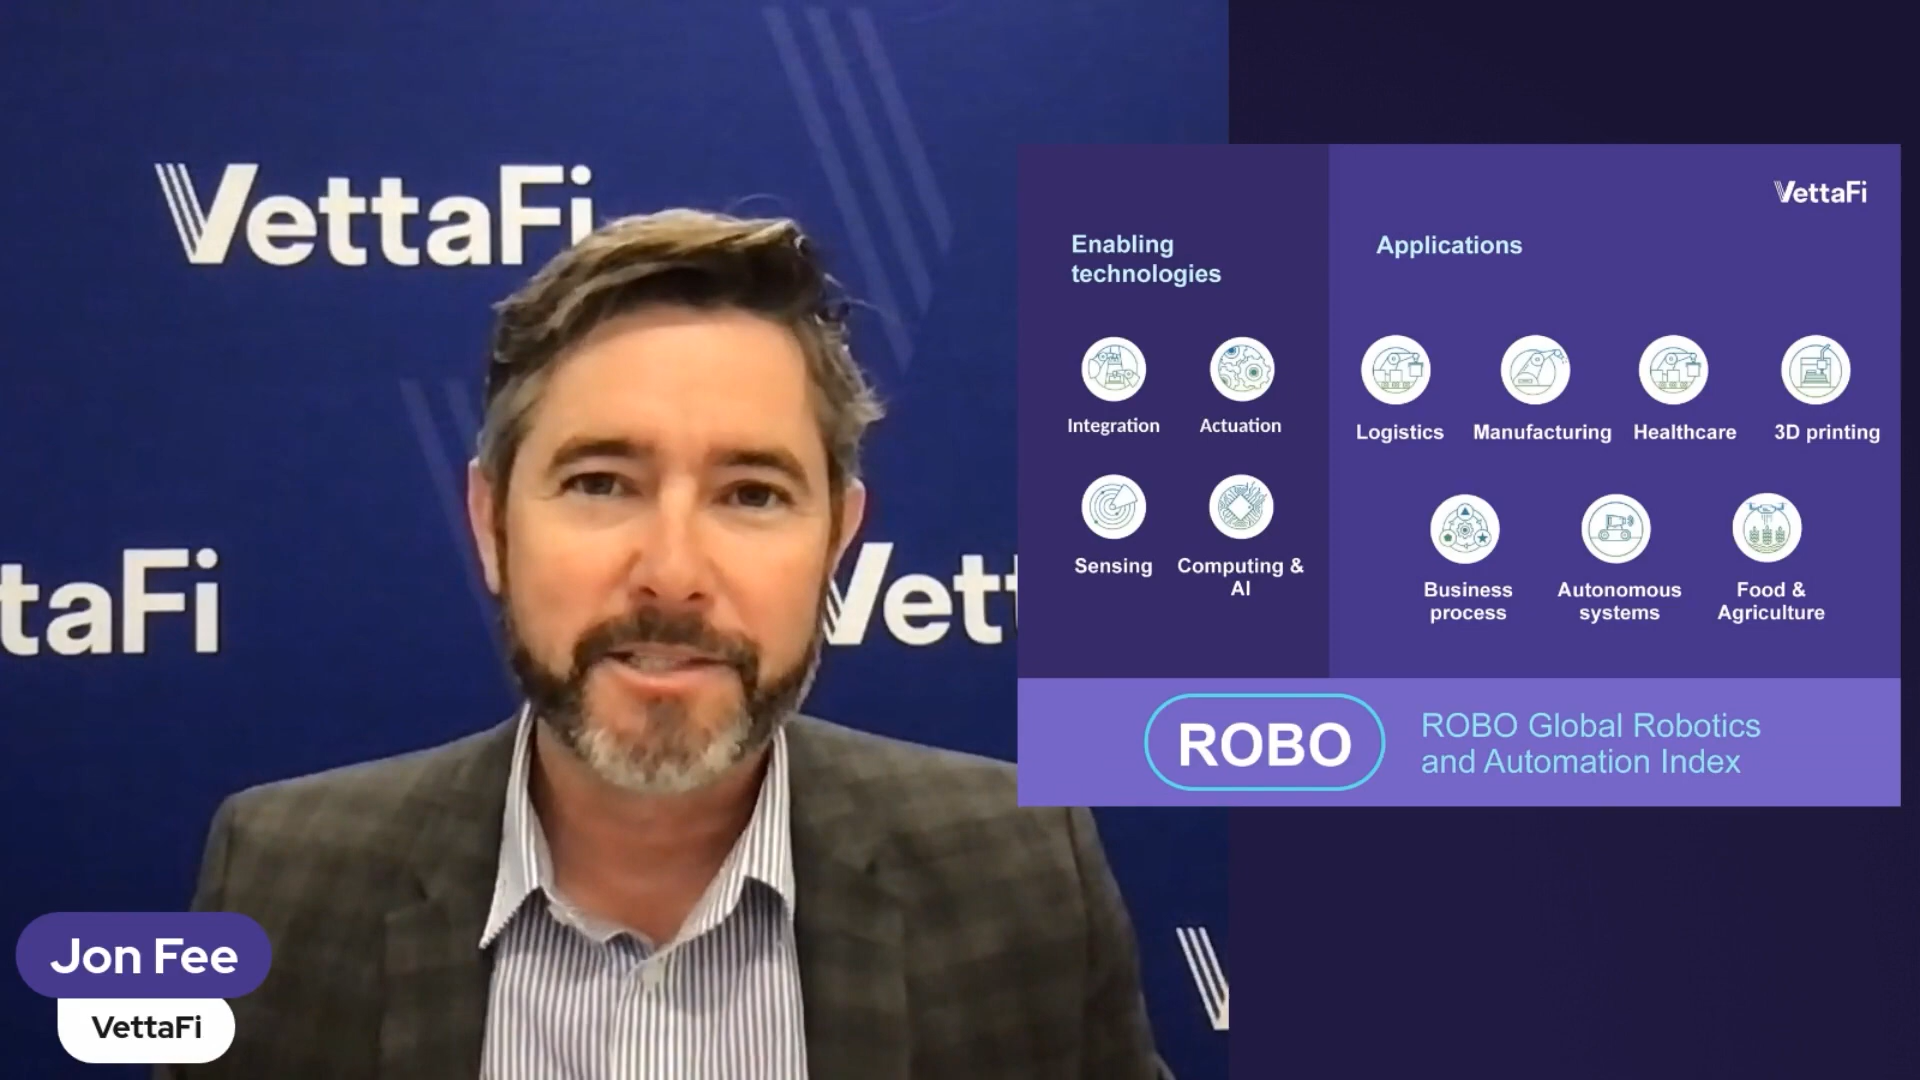 VettaFi
taFi
Vett
V
Jon Fee
VettaFi
VettaFi
Enabling
technologies
Integration
Actuation
Sensing
Computing &
AI
Applications
Logistics
Manufacturing
Healthcare
3D printing
Business
process
Autonomous
systems
Food &
Agriculture
ROBO
ROBO Global Robotics
and Automation Index